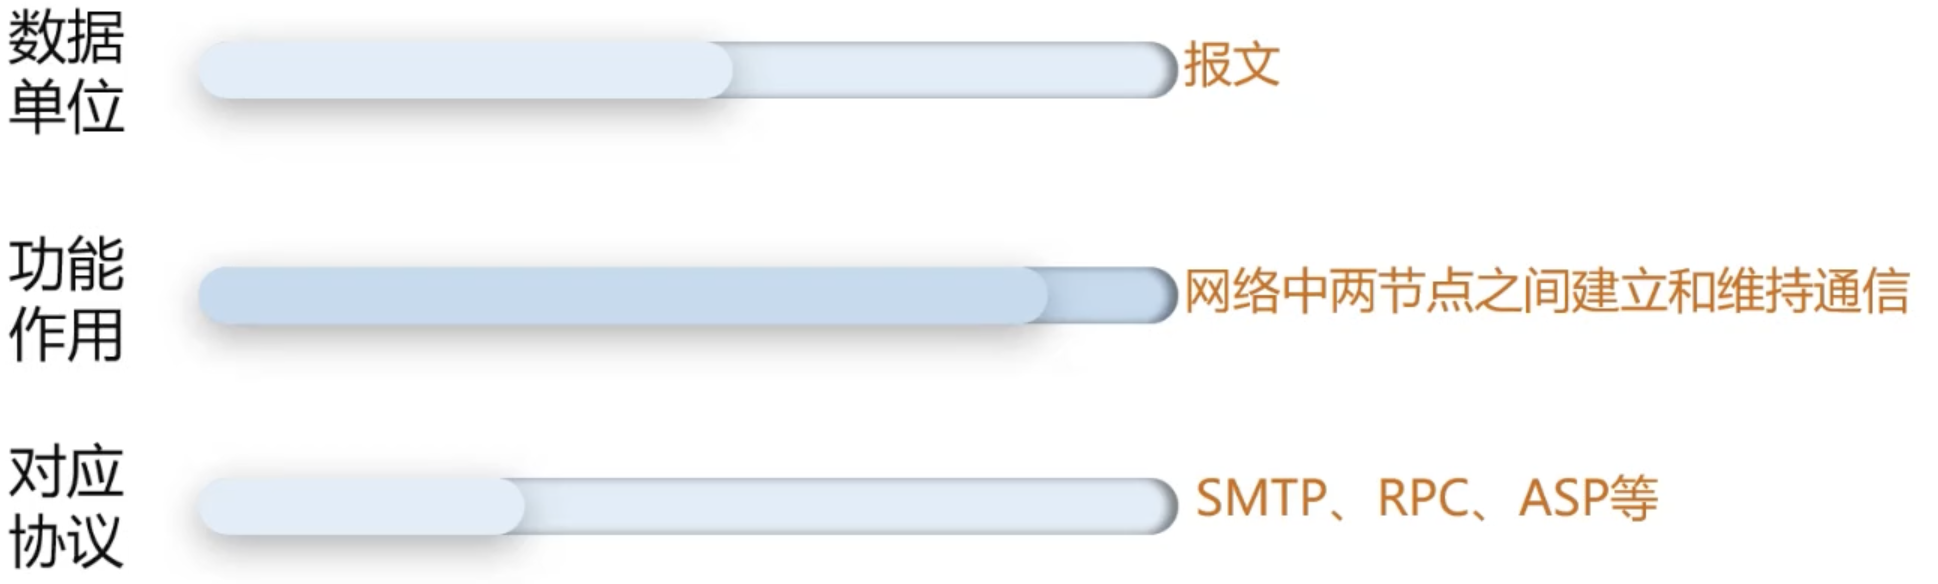 数据
单位
报文
功能
作用
网络中两节点之间建立和维持通信
对应
协议
SMTP、RPC、ASP等